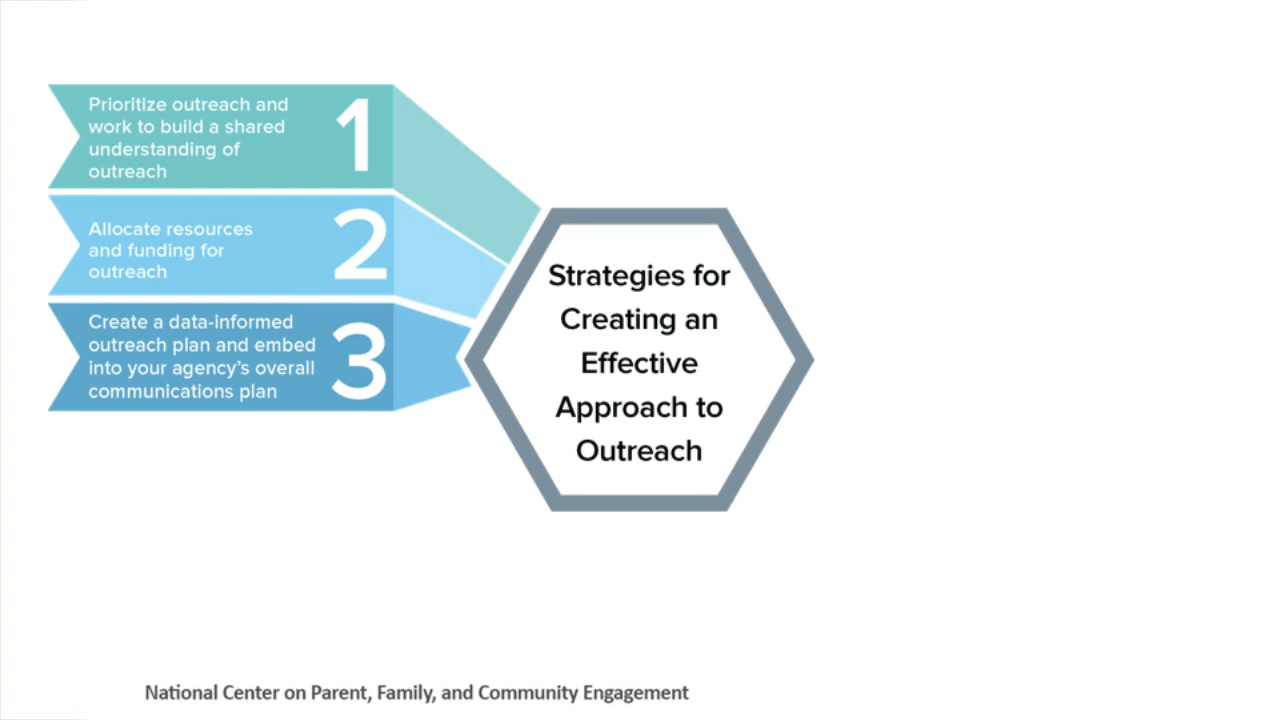 Prioritize outreach and
work to build a shared
understanding of
outreach
1
Allocate resources
and funding for
outreach
2
Create a data-informed
outreach plan and embed
into your agency’s overall
communications plan
3
Strategies for
Creating an
Effective
Approach to
Outreach
National Center on Parent, Family, and Community Engagement